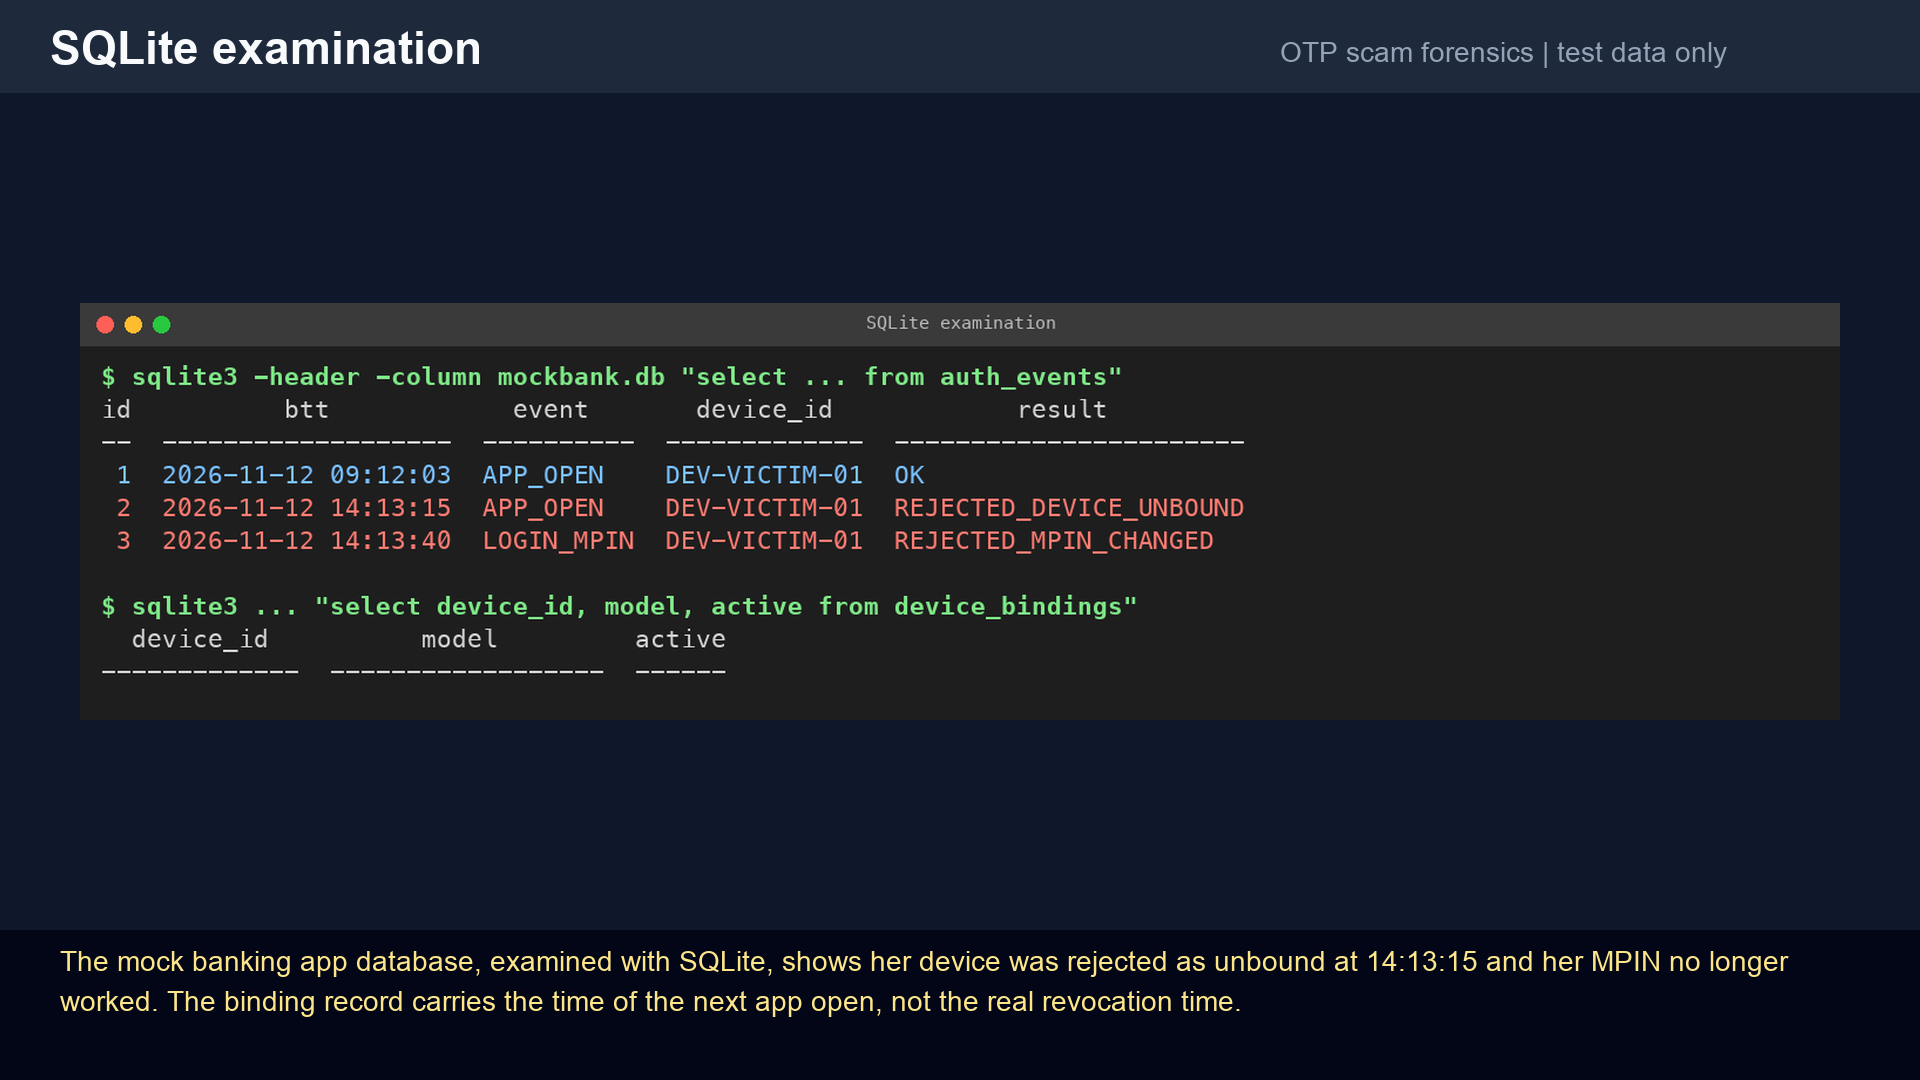 SQLite examination
OTP scam forensics | test data only
SQLite examination
$ sqlite3 -header -column mockbank.db "select ... from auth_events"
id          btt            event       device_id            result
--  -------------------  ----------  -------------  -----------------------
 1  2026-11-12 09:12:03  APP_OPEN    DEV-VICTIM-01  OK
 2  2026-11-12 14:13:15  APP_OPEN    DEV-VICTIM-01  REJECTED_DEVICE_UNBOUND
 3  2026-11-12 14:13:40  LOGIN_MPIN  DEV-VICTIM-01  REJECTED_MPIN_CHANGED
$ sqlite3 ... "select device_id, model, active from device_bindings"
  device_id          model         active
-------------  ------------------  ------
The mock banking app database, examined with SQLite, shows her device was rejected as unbound at 14:13:15 and her MPIN no longer
worked. The binding record carries the time of the next app open, not the real revocation time.